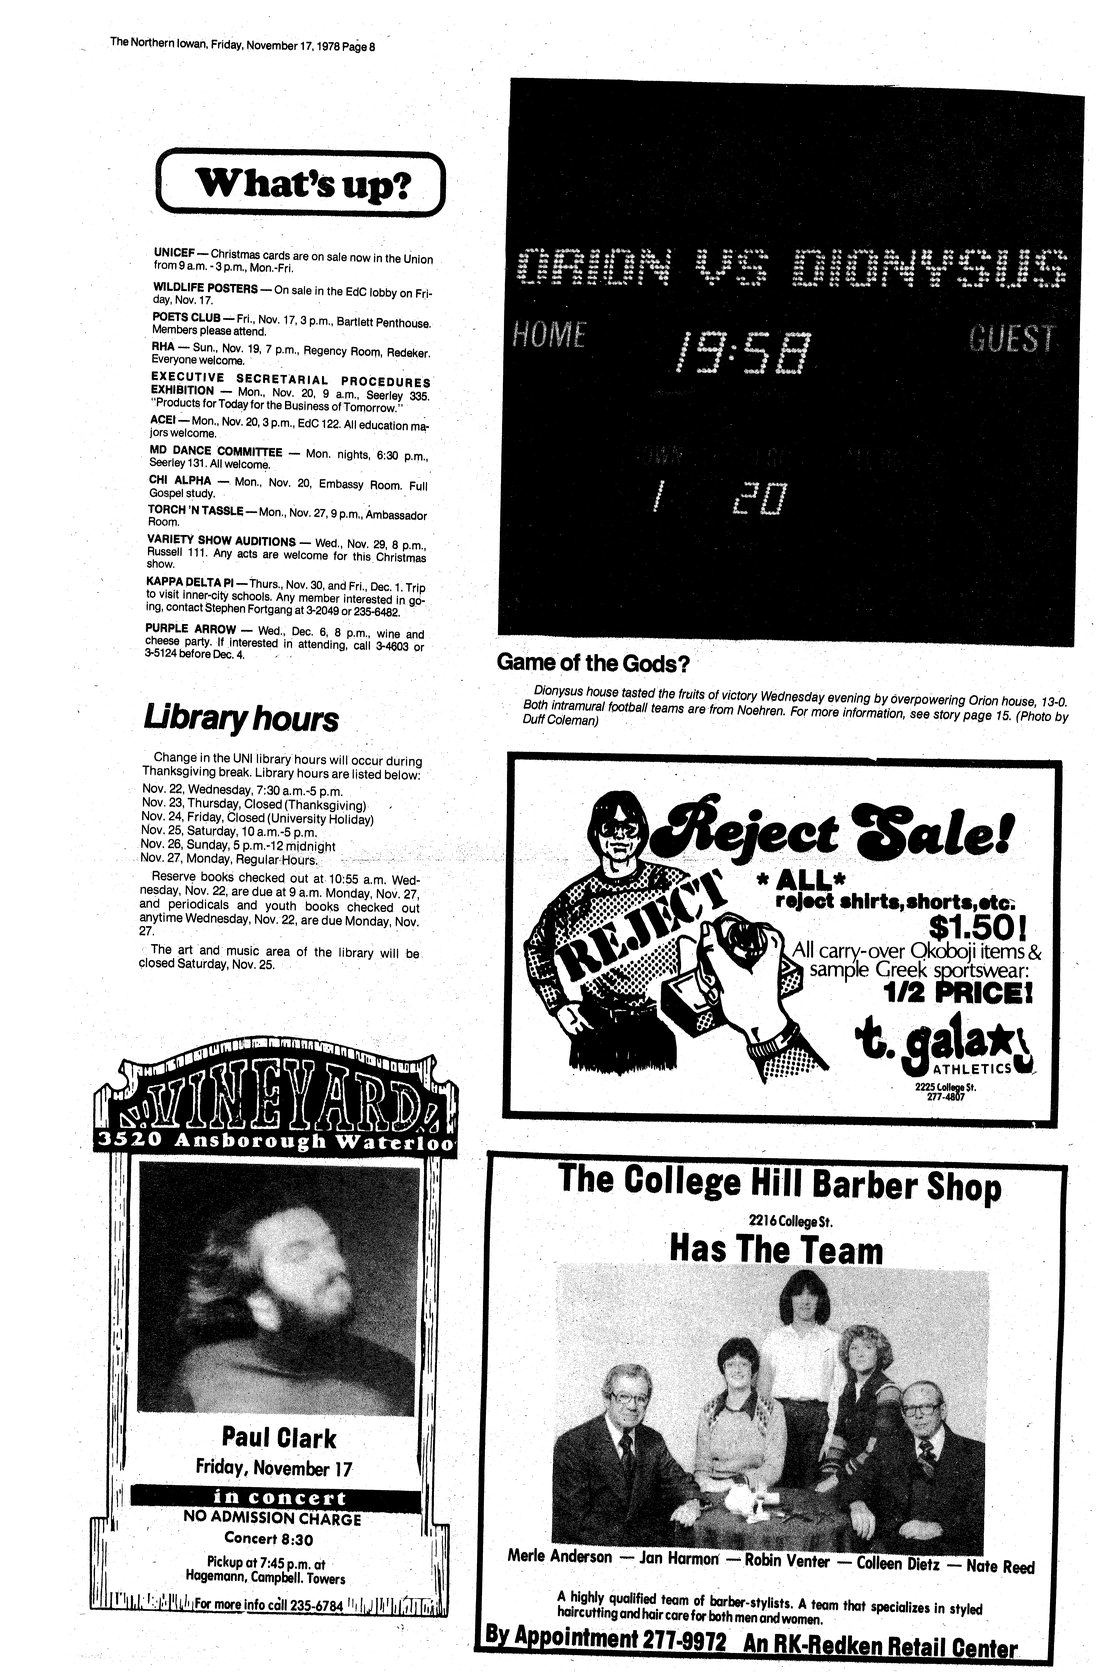 The Northern Iowan, Friday, November 17, 1978 Page 8
What's up?
UNICEF — Christmas cards are on sale now in the Union
from 9 a.m. - 3 p.m., Mon.-Fri.
WILDLIFE POSTERS — On sale in the EdC lobby on Fri-
day, Nov. 17.
POETS CLUB — Fri., Nov. 17, 3 p.m., Bartlett Penthouse.
Members please attend.
RHA — Sun., Nov. 19, 7 p.m., Regency Room, Redeker.
Everyone welcome.
EXECUTIVE SECRETARIAL PROCEDURES
EXHIBITION — Mon., Nov. 20, 9 a.m., Seerley 335.
"Products for Today for the Business of Tomorrow."
ACEI — Mon., Nov. 20, 3 p.m., EdC 122. All education ma-
jors welcome.
MD DANCE COMMITTEE — Mon. nights, 6:30 p.m.,
Seerley 131. All welcome.
CHI ALPHA — Mon., Nov. 20, Embassy Room. Full
Gospel study.
TORCH 'N TASSLE — Mon., Nov. 27, 9 p.m., Ambassador
Room.
VARIETY SHOW AUDITIONS — Wed., Nov. 29, 8 p.m.,
Russell 111. Any acts are welcome for this Christmas
show.
KAPPA DELTA PI — Thurs., Nov. 30, and Fri., Dec. 1. Trip
to visit inner-city schools. Any member interested in go-
ing, contact Stephen Fortgang at 3-2049 or 235-6482.
PURPLE ARROW — Wed., Dec. 6, 8 p.m., wine and
cheese party. If interested in attending, call 3-4603 or
3-5124 before Dec. 4.
Library hours
Change in the UNI library hours will occur during
Thanksgiving break. Library hours are listed below:
Nov. 22, Wednesday, 7:30 a.m.-5 p.m.
Nov. 23, Thursday, Closed (Thanksgiving)
Nov. 24, Friday, Closed (University Holiday)
Nov. 25, Saturday, 10 a.m.-5 p.m.
Nov. 26, Sunday, 5 p.m.-12 midnight
Nov. 27, Monday, Regular Hours.
Reserve books checked out at 10:55 a.m. Wed-
nesday, Nov. 22, are due at 9 a.m. Monday, Nov. 27,
and periodicals and youth books checked out
anytime Wednesday, Nov. 22, are due Monday, Nov.
27.
The art and music area of the library will be
closed Saturday, Nov. 25.
VINEYARD
3520 Ansborough Waterloo
Paul Clark
Friday, November 17
in concert
NO ADMISSION CHARGE
Concert 8:30
Pickup at 7:45 p.m. at
Hagemann, Campbell. Towers
For more info call 235-6784
ORION VS DIONYSUS
HOME 19:58 GUEST
1 20
Game of the Gods?
Dionysus house tasted the fruits of victory Wednesday evening by overpowering Orion house, 13-0.
Both intramural football teams are from Noehren. For more information, see story page 15. (Photo by
Duff Coleman)
Reject Sale!
REJECT
* ALL *
reject shirts, shorts, etc.
$1.50!
All carry-over Okoboji items &
sample Greek sportswear:
1/2 PRICE!
t. galaxy
ATHLETICS
2225 College St.
277-4807
The College Hill Barber Shop
2216 College St.
Has The Team
Merle Anderson — Jan Harmon — Robin Venter — Colleen Dietz — Nate Reed
A highly qualified team of barber-stylists. A team that specializes in styled
haircutting and hair care for both men and women.
By Appointment 277-9972 An RK-Redken Retail Center